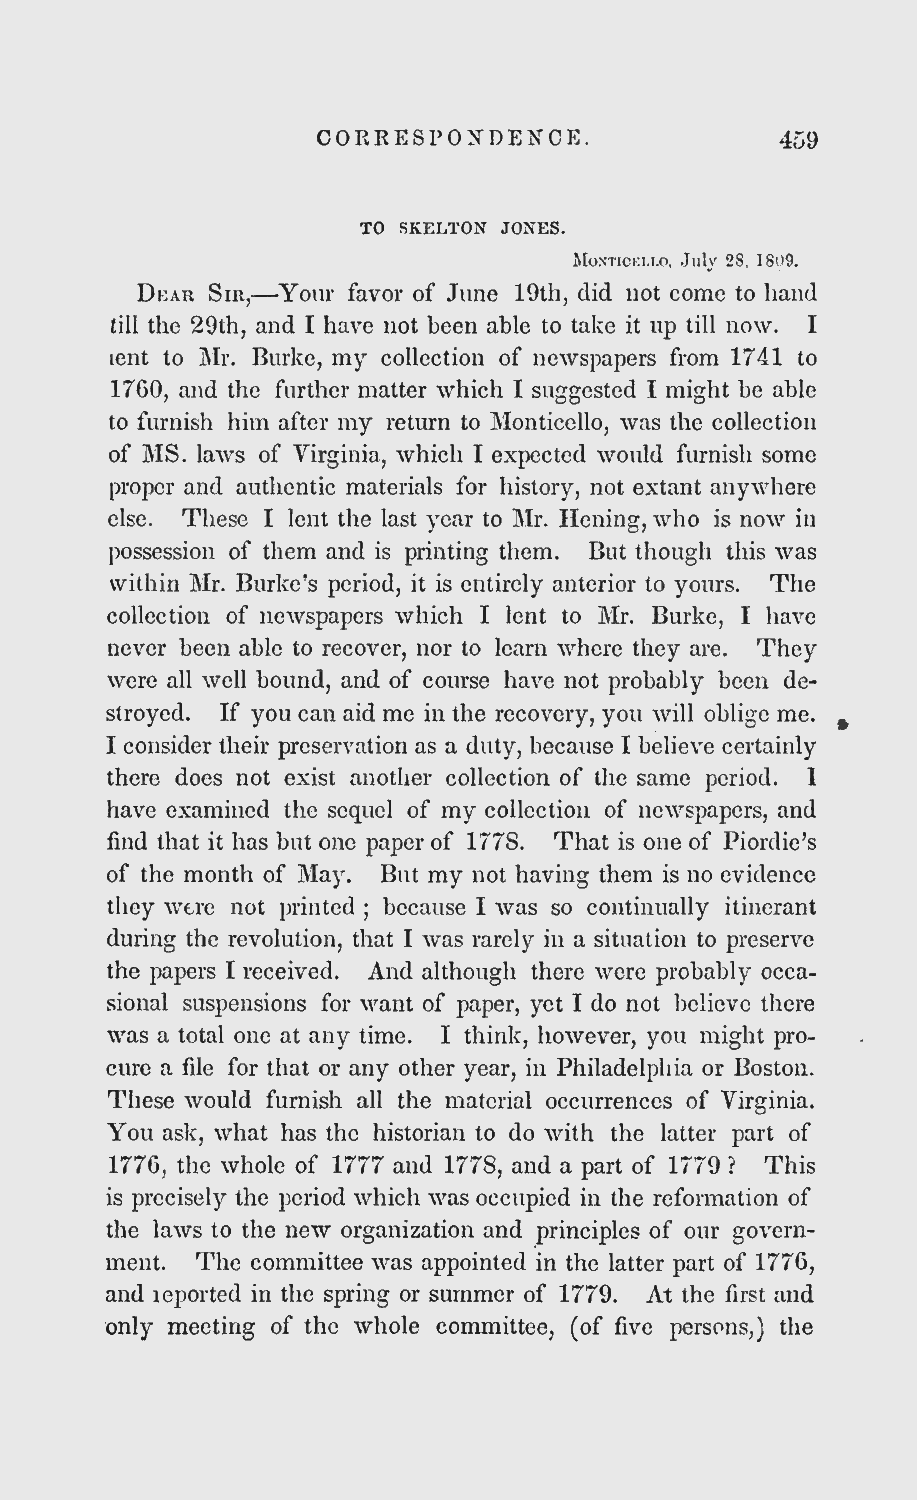 CORRESPONDENCE. 459
TO SKELTON JONES.
MONTICELLO, July 28, 1809.
DEAR SIR,—Your favor of June 19th, did not come to hand
till the 29th, and I have not been able to take it up till now. I
lent to Mr. Burke, my collection of newspapers from 1741 to
1760, and the further matter which I suggested I might be able
to furnish him after my return to Monticello, was the collection
of MS. laws of Virginia, which I expected would furnish some
proper and authentic materials for history, not extant anywhere
else. These I lent the last year to Mr. Hening, who is now in
possession of them and is printing them. But though this was
within Mr. Burke's period, it is entirely anterior to yours. The
collection of newspapers which I lent to Mr. Burke, I have
never been able to recover, nor to learn where they are. They
were all well bound, and of course have not probably been de-
stroyed. If you can aid me in the recovery, you will oblige me.
I consider their preservation as a duty, because I believe certainly
there does not exist another collection of the same period. I
have examined the sequel of my collection of newspapers, and
find that it has but one paper of 1778. That is one of Piordie's
of the month of May. But my not having them is no evidence
they were not printed ; because I was so continually itinerant
during the revolution, that I was rarely in a situation to preserve
the papers I received. And although there were probably occa-
sional suspensions for want of paper, yet I do not believe there
was a total one at any time. I think, however, you might pro-
cure a file for that or any other year, in Philadelphia or Boston.
These would furnish all the material occurrences of Virginia.
You ask, what has the historian to do with the latter part of
1776, the whole of 1777 and 1778, and a part of 1779 ? This
is precisely the period which was occupied in the reformation of
the laws to the new organization and principles of our govern-
ment. The committee was appointed in the latter part of 1776,
and reported in the spring or summer of 1779. At the first and
only meeting of the whole committee, (of five persons,) the